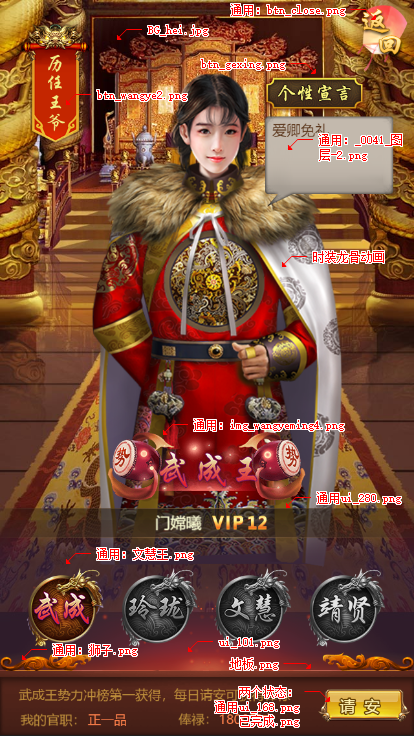 通用: btn_close.png
返回
BG_hei.jpg
历任王爷
btn_gexing.png
btn_wangye2.png
个性宣言
爱卿免礼
通用: _0041_图层-2.png
时装龙骨动画
通用: img_wangyeming4.png
势 武成王 势
通用ui_280.png
门嫦曦 VIP12
通用: 文慧王.png
武成 玲珑 文慧 靖贤
通用: 狮子.png
ui_101.png
地板.png
武成王势力冲榜第一获得，每日请安可
两个状态:
通用ui_168.png
已完成.png
请安
我的官职: 正一品 俸禄: 180